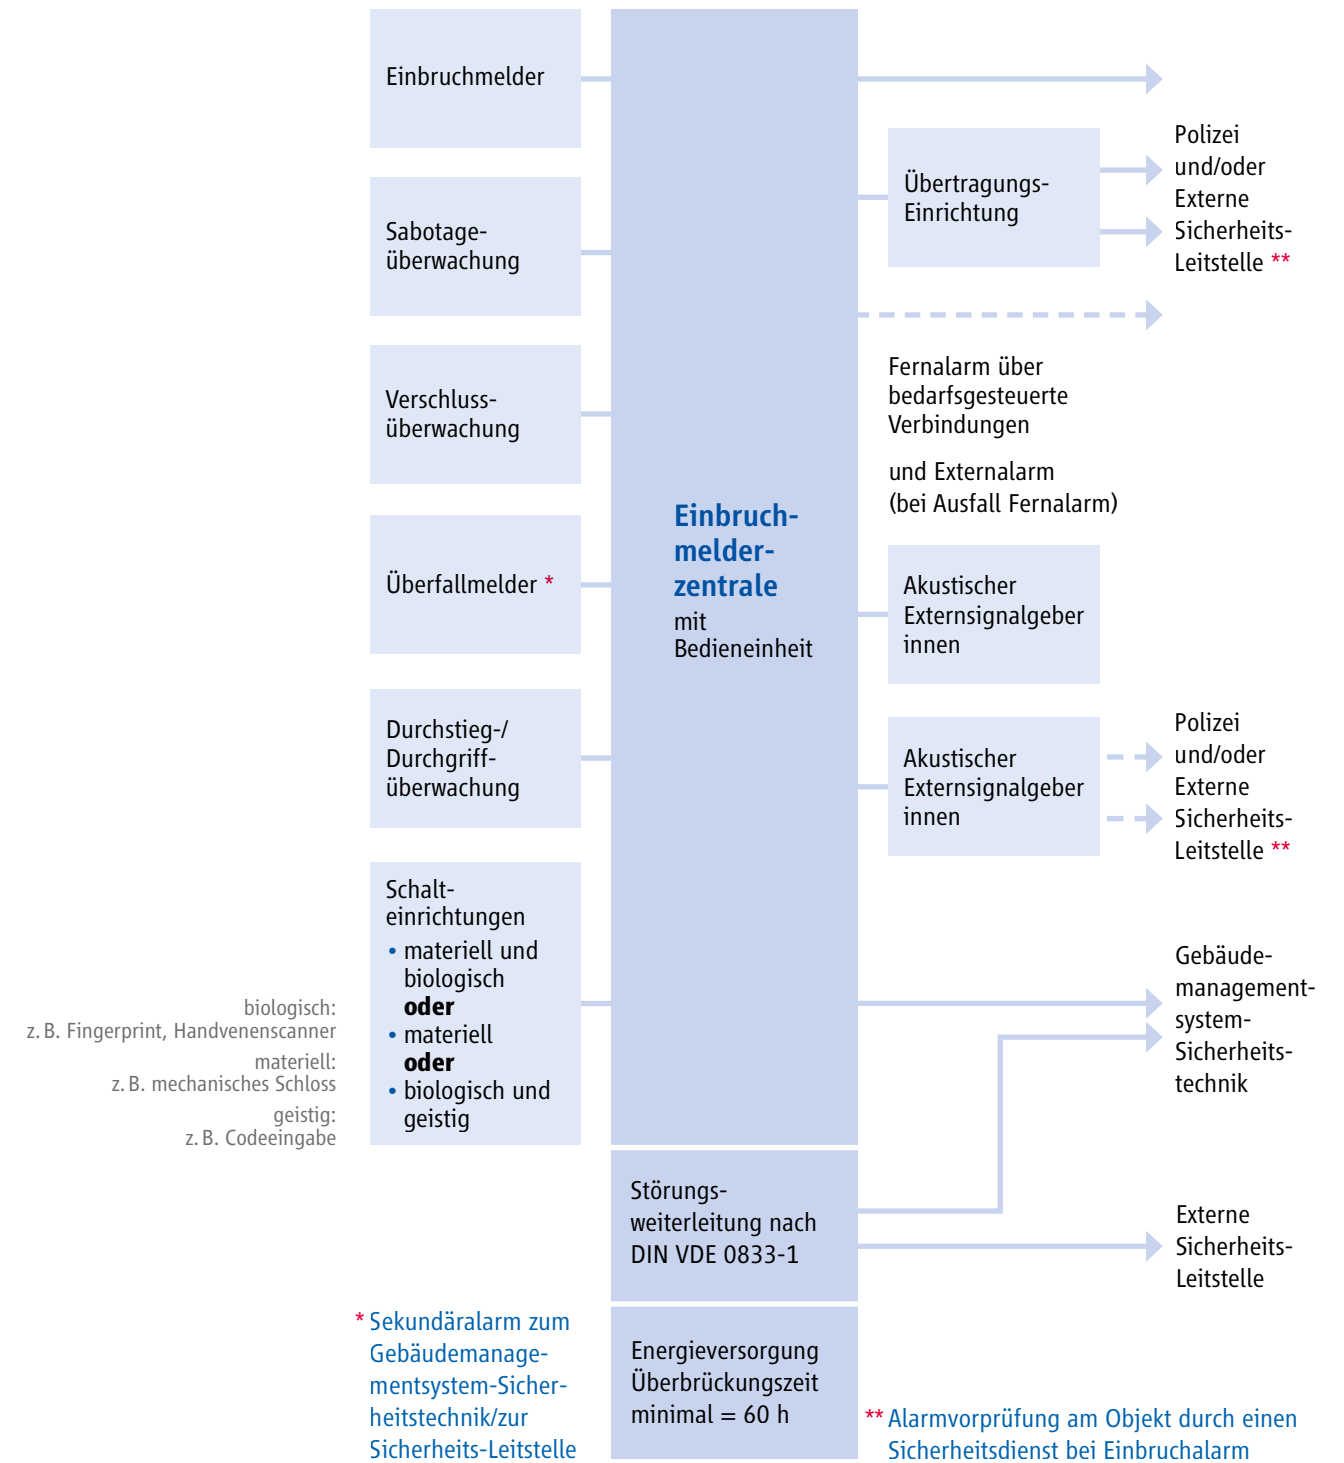 Einbruchmelder
Sabotage-
überwachung
Verschluss-
überwachung
Überfallmelder *
Durchstieg-/
Durchgriff-
überwachung
Schalt-
einrichtungen
• materiell und
biologisch
oder
• materiell
oder
• biologisch und
geistig
biologisch:
z. B. Fingerprint, Handvenenscanner
materiell:
z. B. mechanisches Schloss
geistig:
z. B. Codeeingabe
Einbruch-
melder-
zentrale
mit
Bedieneinheit
Störungs-
weiterleitung nach
DIN VDE 0833-1
Energieversorgung
Überbrückungszeit
minimal = 60 h
Übertragungs-
Einrichtung
Polizei
und/oder
Externe
Sicherheits-
Leitstelle **
Fernalarm über
bedarfsgesteuerte
Verbindungen
und Externalarm
(bei Ausfall Fernalarm)
Akustischer
Externsignalgeber
innen
Akustischer
Externsignalgeber
innen
Polizei
und/oder
Externe
Sicherheits-
Leitstelle **
Gebäude-
management-
system-
Sicherheits-
technik
Externe
Sicherheits-
Leitstelle
* Sekundäralarm zum
Gebäudemanage-
mentsystem-Sicher-
heitstechnik/zur
Sicherheits-Leitstelle
** Alarmvorprüfung am Objekt durch einen
Sicherheitsdienst bei Einbruchalarm